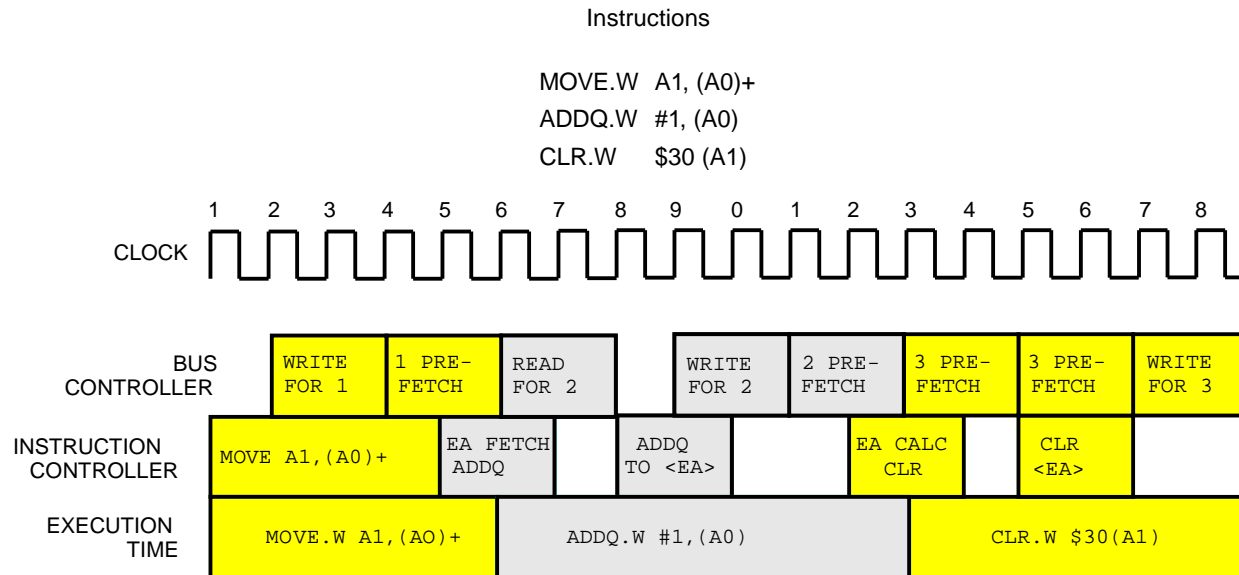 Instructions
MOVE.W A1, (A0)+
ADDQ.W #1, (A0)
CLR.W $30 (A1)
1 2 3 4 5 6 7 8 9 0 1 2 3 4 5 6 7 8
CLOCK
BUS
CONTROLLER
WRITE
FOR 1
1 PRE-
FETCH
READ
FOR 2
WRITE
FOR 2
2 PRE-
FETCH
3 PRE-
FETCH
3 PRE-
FETCH
WRITE
FOR 3
INSTRUCTION
CONTROLLER
MOVE A1,(A0)+
EA FETCH
ADDQ
ADDQ
TO <EA>
EA CALC
CLR
CLR
<EA>
EXECUTION
TIME
MOVE.W A1,(AO)+
ADDQ.W #1,(A0)
CLR.W $30(A1)